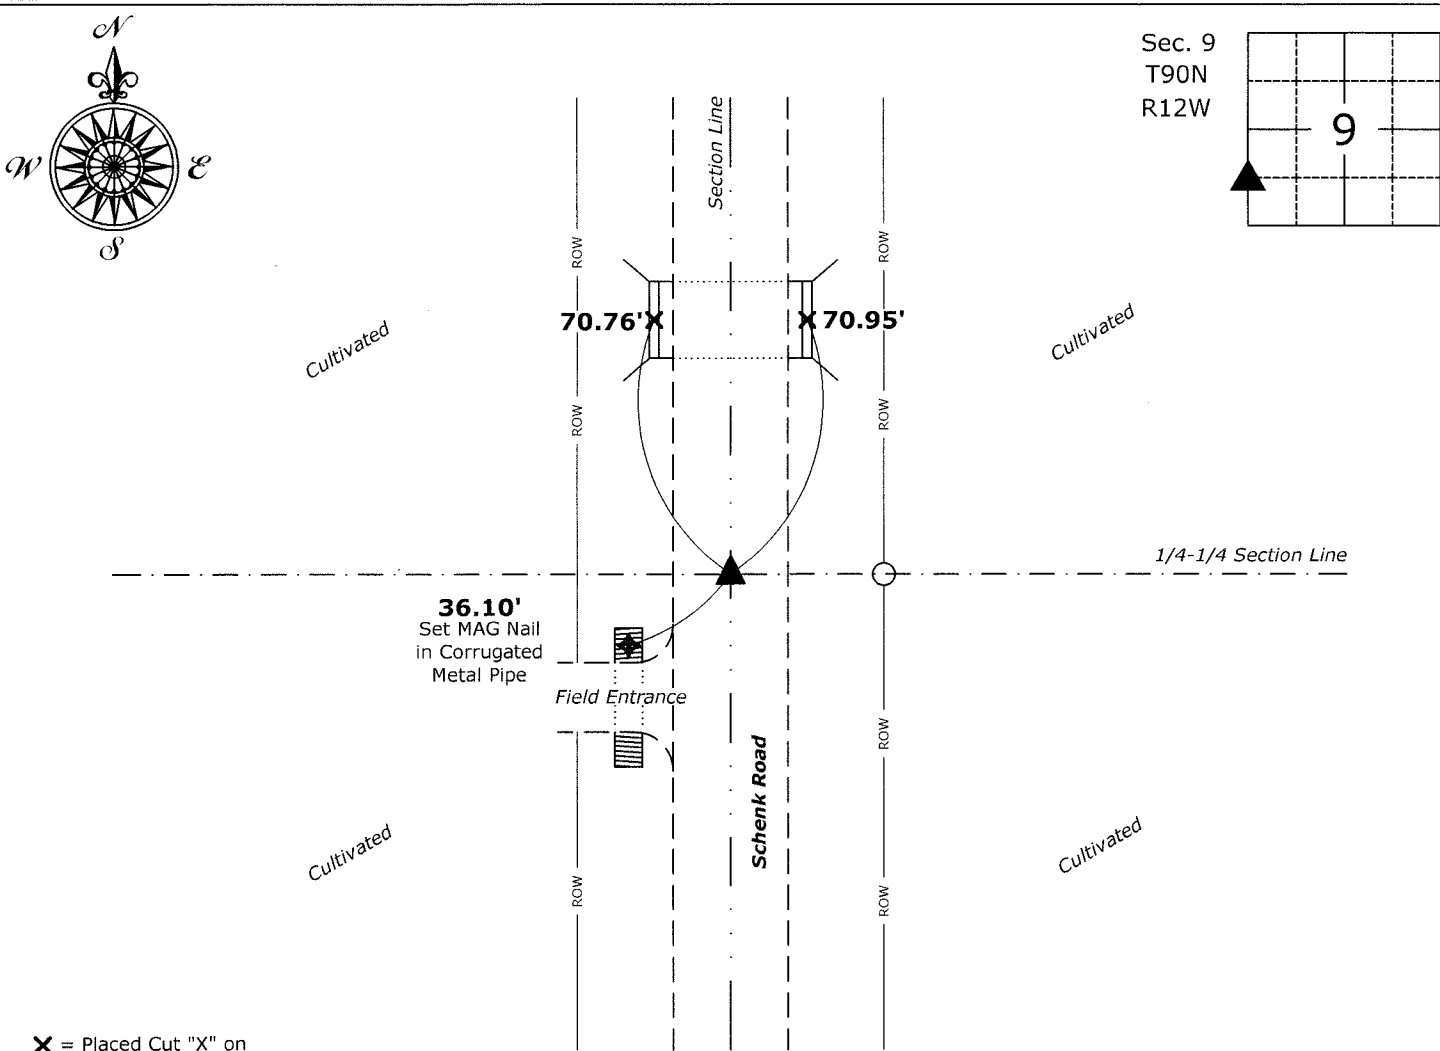 N
W
E
S
Sec. 9
T90N
R12W
9
Section Line
ROW
ROW
70.76'
70.95'
Cultivated
Cultivated
ROW
ROW
1/4-1/4 Section Line
36.10'
Set MAG Nail
in Corrugated
Metal Pipe
Field Entrance
ROW
Schenk Road
Cultivated
Cultivated
ROW
ROW
X = Placed Cut "X" on